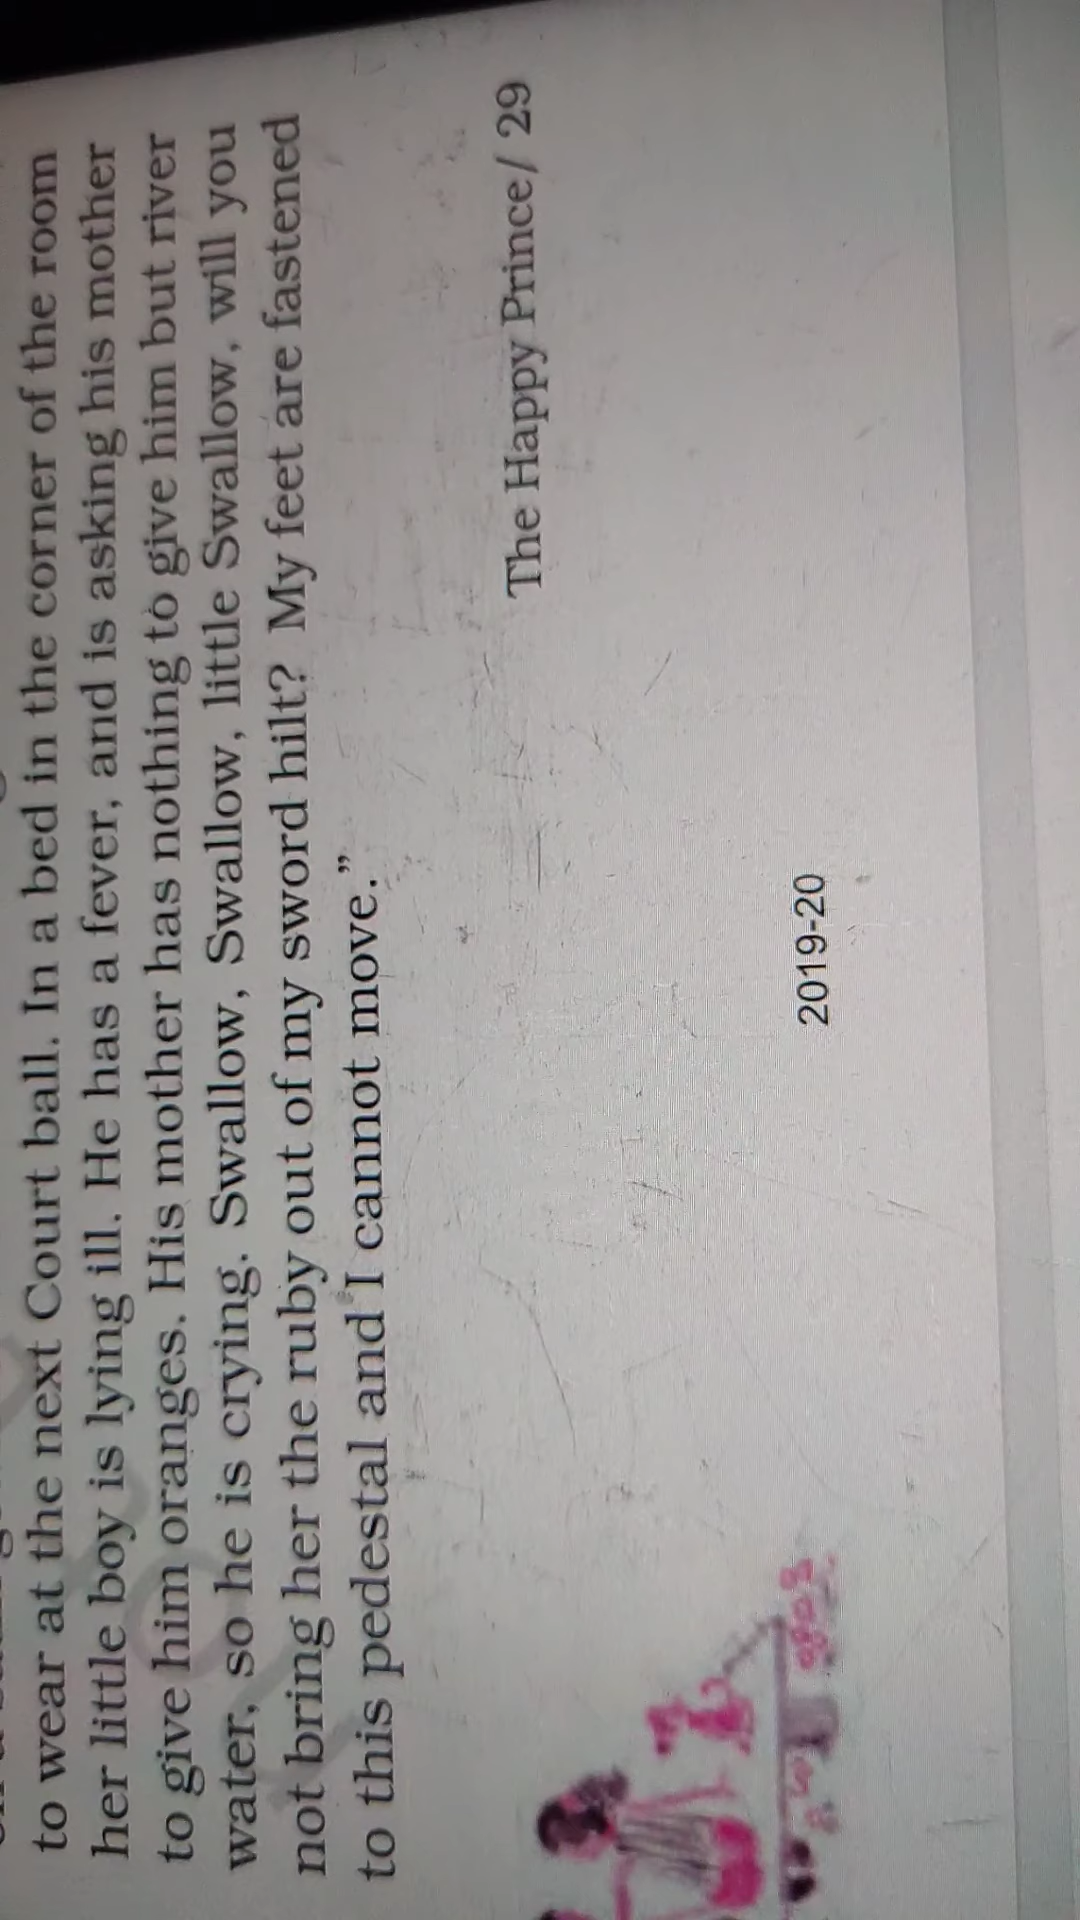 to wear at the next Court ball. In a bed in the corner of the room
her little boy is lying ill. He has a fever, and is asking his mother
to give him oranges. His mother has nothing to give him but river
water, so he is crying. Swallow, Swallow, little Swallow, will you
not bring her the ruby out of my sword hilt? My feet are fastened
to this pedestal and I cannot move.”
The Happy Prince/ 29
2019-20